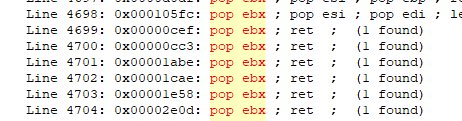 Line 4698: 0x000105fc: pop ebx ; pop esi ; pop edi ; le
Line 4699: 0x00000cef: pop ebx ; ret ; (1 found)
Line 4700: 0x00000cc3: pop ebx ; ret ; (1 found)
Line 4701: 0x00001abe: pop ebx ; ret ; (1 found)
Line 4702: 0x00001cae: pop ebx ; ret ; (1 found)
Line 4703: 0x00001e58: pop ebx ; ret ; (1 found)
Line 4704: 0x00002e0d: pop ebx ; ret ; (1 found)